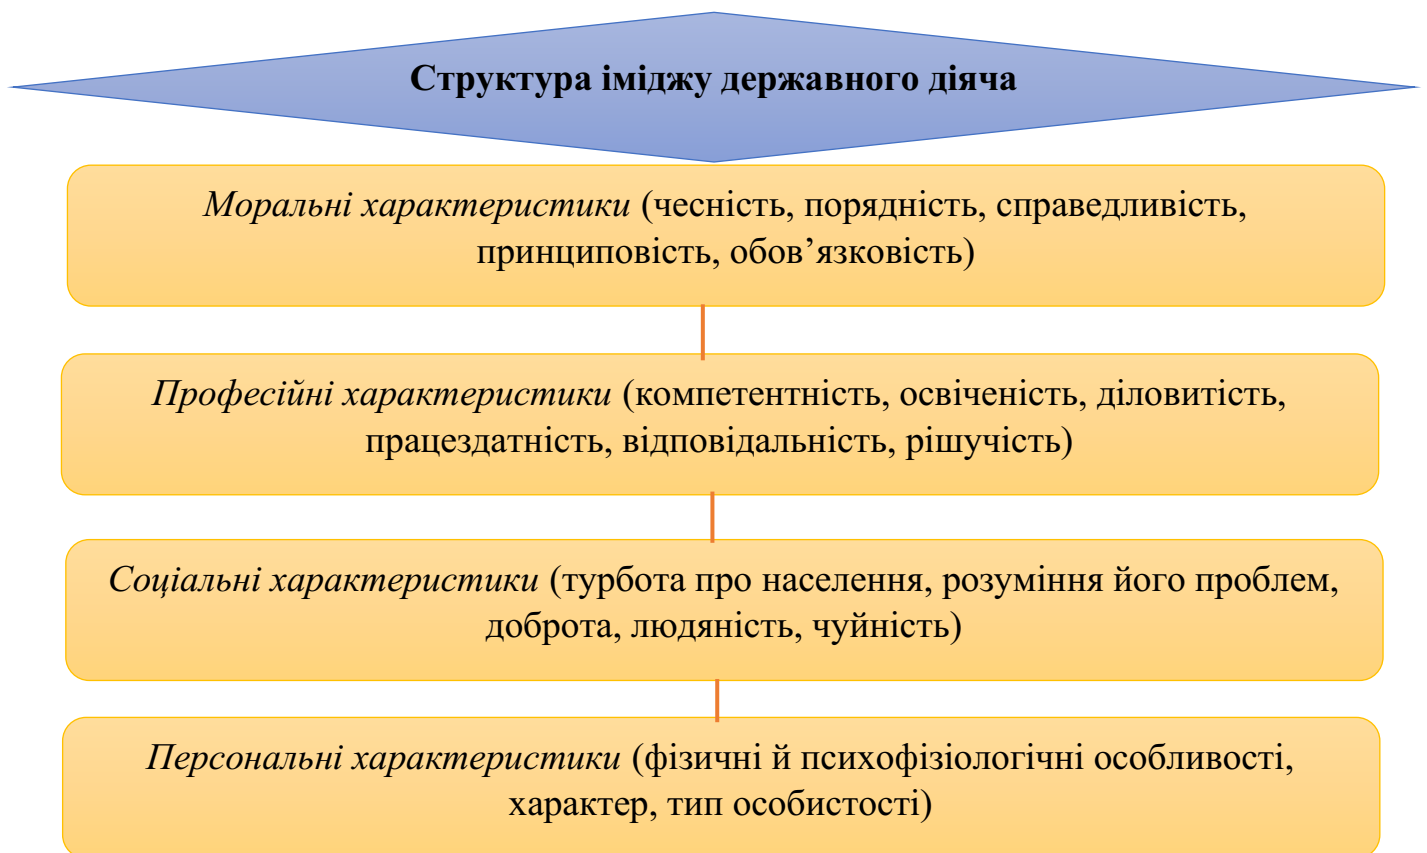 Структура іміджу державного діяча
Моральні характеристики (чесність, порядність, справедливість,
принциповість, обов’язковість)
Професійні характеристики (компетентність, освіченість, діловитість,
працездатність, відповідальність, рішучість)
Соціальні характеристики (турбота про населення, розуміння його проблем,
доброта, людяність, чуйність)
Персональні характеристики (фізичні й психофізіологічні особливості,
характер, тип особистості)